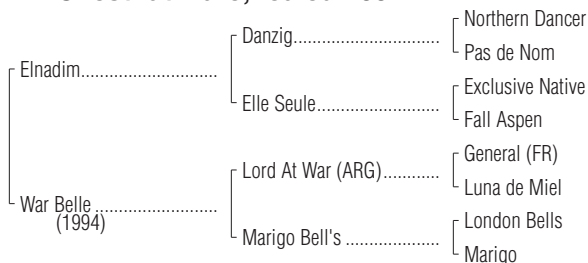 Northern Dancer
Danzig
Pas de Nom
Elnadim
Exclusive Native
Elle Seule
Fall Aspen
General (FR)
Lord At War (ARG)
Luna de Miel
War Belle
(1994)
London Bells
Marigo Bell's
Marigo